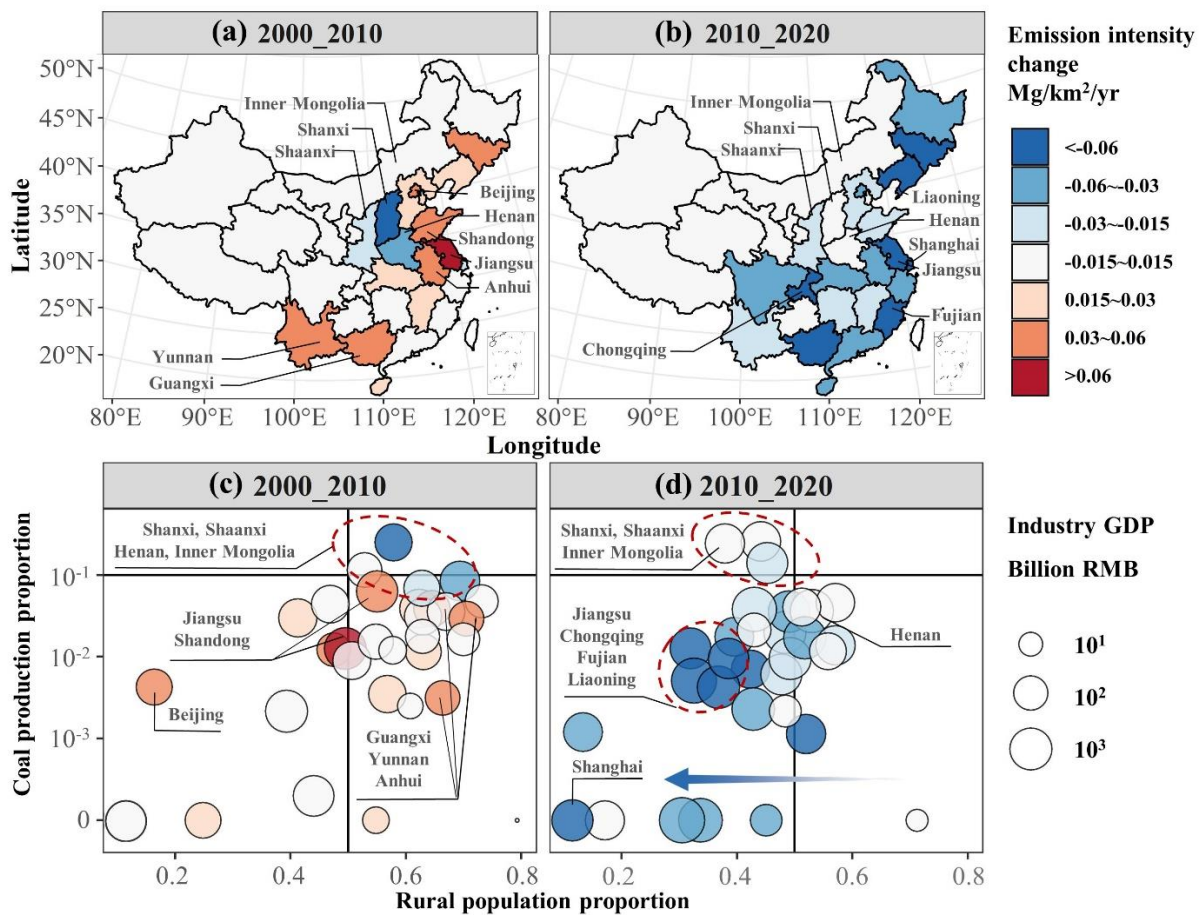 (a) 2000_2010
(b) 2010_2020
Emission intensity
change
Mg/km²/yr
<-0.06
-0.06~-0.03
-0.03~-0.015
-0.015~0.015
0.015~0.03
0.03~0.06
>0.06
Latitude
50°N
45°N
40°N
35°N
30°N
25°N
20°N
Inner Mongolia
Shanxi
Shaanxi
Beijing
Henan
Shandong
Jiangsu
Anhui
Yunnan
Guangxi
80°E
90°E
100°E
110°E
120°E
Inner Mongolia
Shanxi
Shaanxi
Liaoning
Henan
Shanghai
Jiangsu
Fujian
Chongqing
80°E
90°E
100°E
110°E
120°E
Longitude
(c) 2000_2010
(d) 2010_2020
Coal production proportion
10⁻¹
10⁻²
10⁻³
0
Shanxi, Shaanxi
Henan, Inner Mongolia
Jiangsu
Shandong
Beijing
Guangxi
Yunnan
Anhui
0.2
0.4
0.6
0.8
Shanxi, Shaanxi
Inner Mongolia
Jiangsu
Chongqing
Fujian
Liaoning
Henan
Shanghai
0.2
0.4
0.6
0.8
Rural population proportion
Industry GDP
Billion RMB
10¹
10²
10³